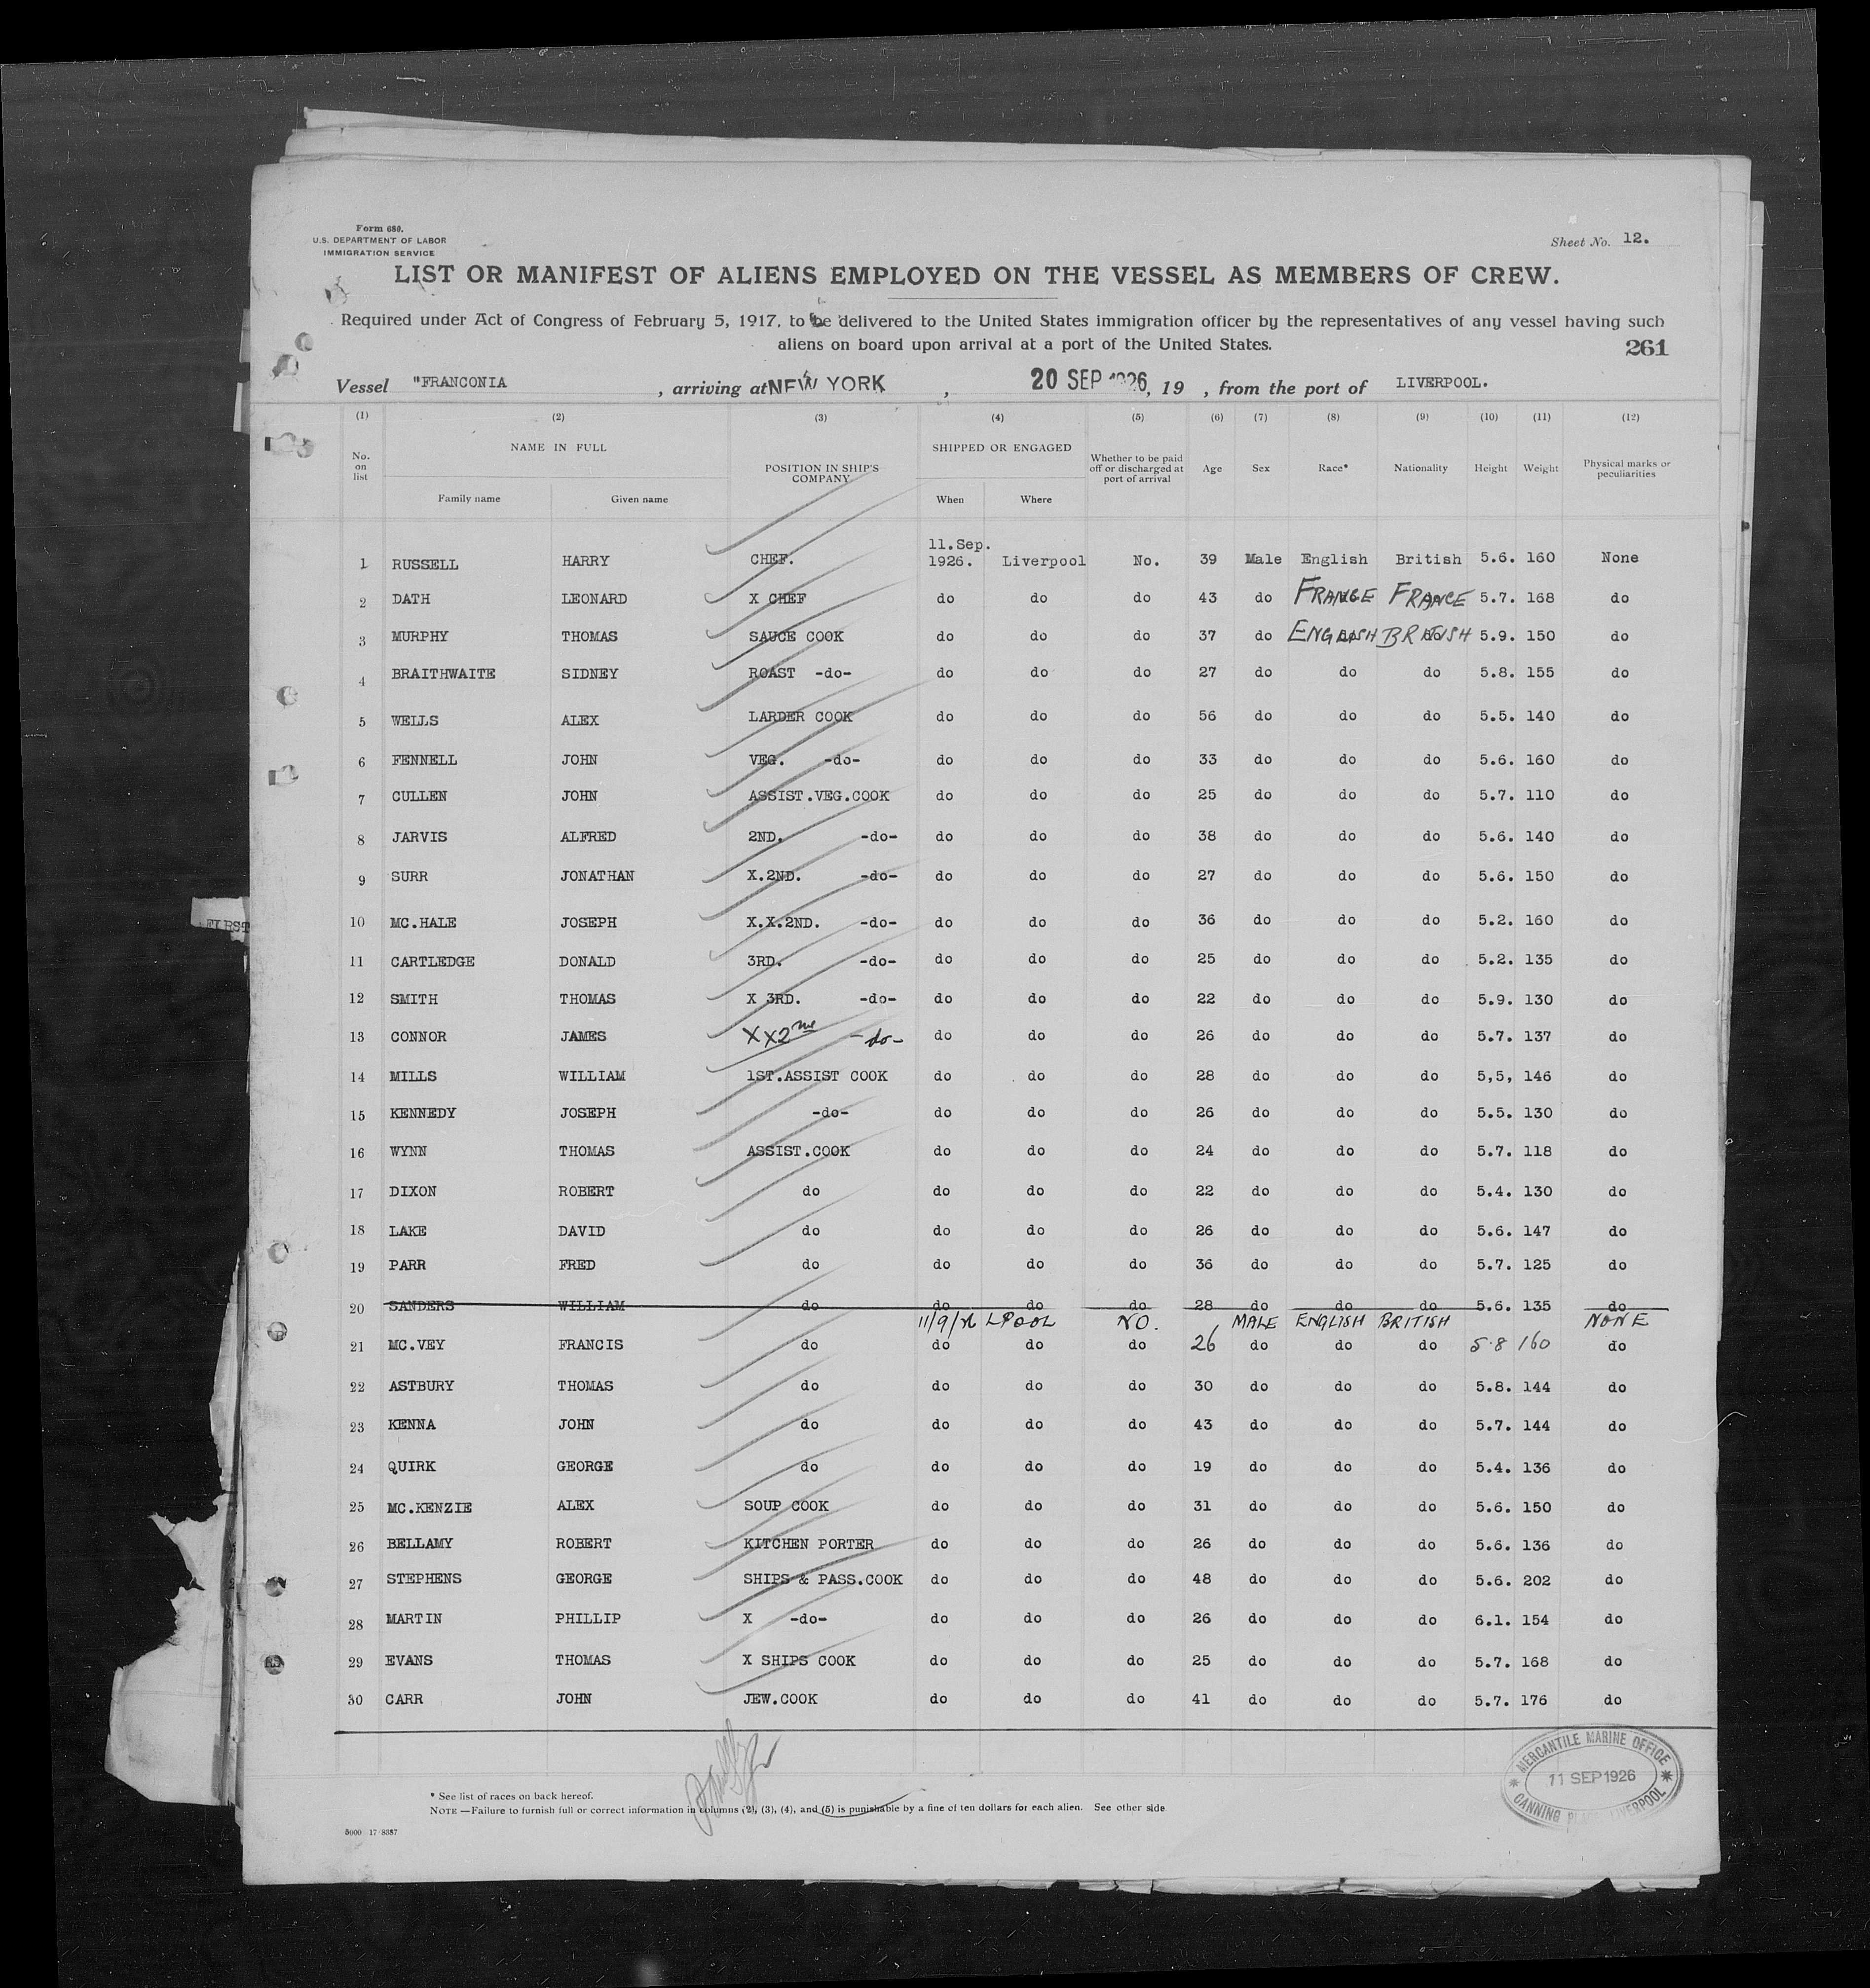 Form 680.
U.S. DEPARTMENT OF LABOR
IMMIGRATION SERVICE
Sheet No. 12.
LIST OR MANIFEST OF ALIENS EMPLOYED ON THE VESSEL AS MEMBERS OF CREW.
Required under Act of Congress of February 5, 1917, to be delivered to the United States immigration officer by the representatives of any vessel having such
aliens on board upon arrival at a port of the United States.
261
Vessel "FRANCONIA , arriving at NEW YORK , 20 SEP 1926, 19 , from the port of LIVERPOOL.
(1) (2) (3) (4) (5) (6) (7) (8) (9) (10) (11) (12)
No. on list NAME IN FULL POSITION IN SHIP'S COMPANY SHIPPED OR ENGAGED Whether to be paid off or discharged at port of arrival Age Sex Race* Nationality Height Weight Physical marks or peculiarities
Family name Given name When Where
1 RUSSELL HARRY CHEF. 11.Sep. 1926. Liverpool No. 39 Male English British 5.6. 160 None
2 DATH LEONARD X CHEF do do do 43 do FRANCE FRANCE 5.7. 168 do
3 MURPHY THOMAS SAUCE COOK do do do 37 do ENGLISH BRITISH 5.9. 150 do
4 BRAITHWAITE SIDNEY ROAST -do- do do do 27 do do do 5.8. 155 do
5 WELLS ALEX LARDER COOK do do do 56 do do do 5.5. 140 do
6 FENNELL JOHN VEG. -do- do do do 33 do do do 5.6. 160 do
7 CULLEN JOHN ASSIST.VEG.COOK do do do 25 do do do 5.7. 110 do
8 JARVIS ALFRED 2ND. -do- do do do 38 do do do 5.6. 140 do
9 SURR JONATHAN X.2ND. -do- do do do 27 do do do 5.6. 150 do
10 MC.HALE JOSEPH X.X.2ND. -do- do do do 36 do do do 5.2. 160 do
FIRST
11 CARTLEDGE DONALD 3RD. -do- do do do 25 do do do 5.2. 135 do
12 SMITH THOMAS X 3RD. -do- do do do 22 do do do 5.9. 130 do
13 CONNOR JAMES XX2nd -do- do do do 26 do do do 5.7. 137 do
14 MILLS WILLIAM 1ST.ASSIST COOK do do do 28 do do do 5,5, 146 do
15 KENNEDY JOSEPH -do- do do do 26 do do do 5.5. 130 do
16 WYNN THOMAS ASSIST.COOK do do do 24 do do do 5.7. 118 do
17 DIXON ROBERT do do do do 22 do do do 5.4. 130 do
18 LAKE DAVID do do do do 26 do do do 5.6. 147 do
19 PARR FRED do do do do 36 do do do 5.7. 125 do
20 SANDERS WILLIAM do do do do 28 do do do 5.6. 135 do
11/9/26 LPOOL NO. MALE ENGLISH BRITISH NONE
21 MC.VEY FRANCIS do do do do 26 do do do 5.8 160 do
22 ASTBURY THOMAS do do do do 30 do do do 5.8. 144 do
23 KENNA JOHN do do do do 43 do do do 5.7. 144 do
24 QUIRK GEORGE do do do do 19 do do do 5.4. 136 do
25 MC.KENZIE ALEX SOUP COOK do do do 31 do do do 5.6. 150 do
26 BELLAMY ROBERT KITCHEN PORTER do do do 26 do do do 5.6. 136 do
27 STEPHENS GEORGE SHIPS & PASS.COOK do do do 48 do do do 5.6. 202 do
28 MARTIN PHILLIP X -do- do do do 26 do do do 6.1. 154 do
29 EVANS THOMAS X SHIPS COOK do do do 25 do do do 5.7. 168 do
30 CARR JOHN JEW.COOK do do do 41 do do do 5.7. 176 do
MERCANTILE MARINE OFFICE
11 SEP 1926
CANNING PLACE LIVERPOOL
* See list of races on back hereof.
NOTE.—Failure to furnish full or correct information in columns (2), (3), (4), and (5) is punishable by a fine of ten dollars for each alien. See other side
5000 17 8387